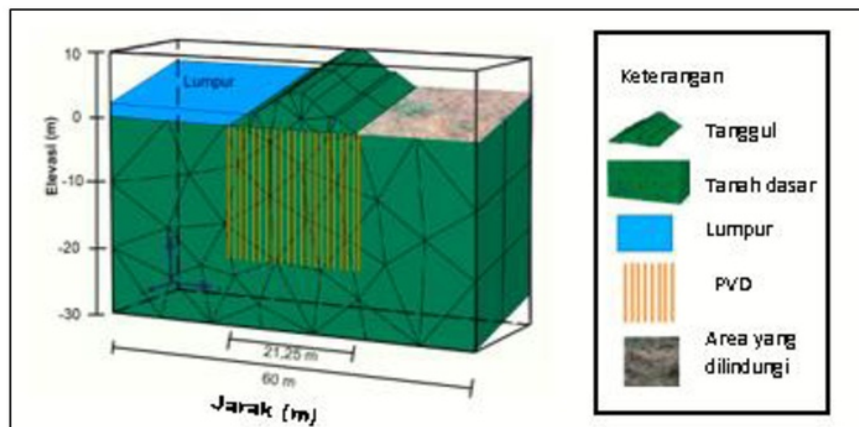 10
Lumpur
0
Elevasi (m)
-10
-20
-30
21,25 m
60 m
Jarak (m)
Keterangan
Tanggul
Tanah dasar
Lumpur
PVD
Area yang
dilindungi